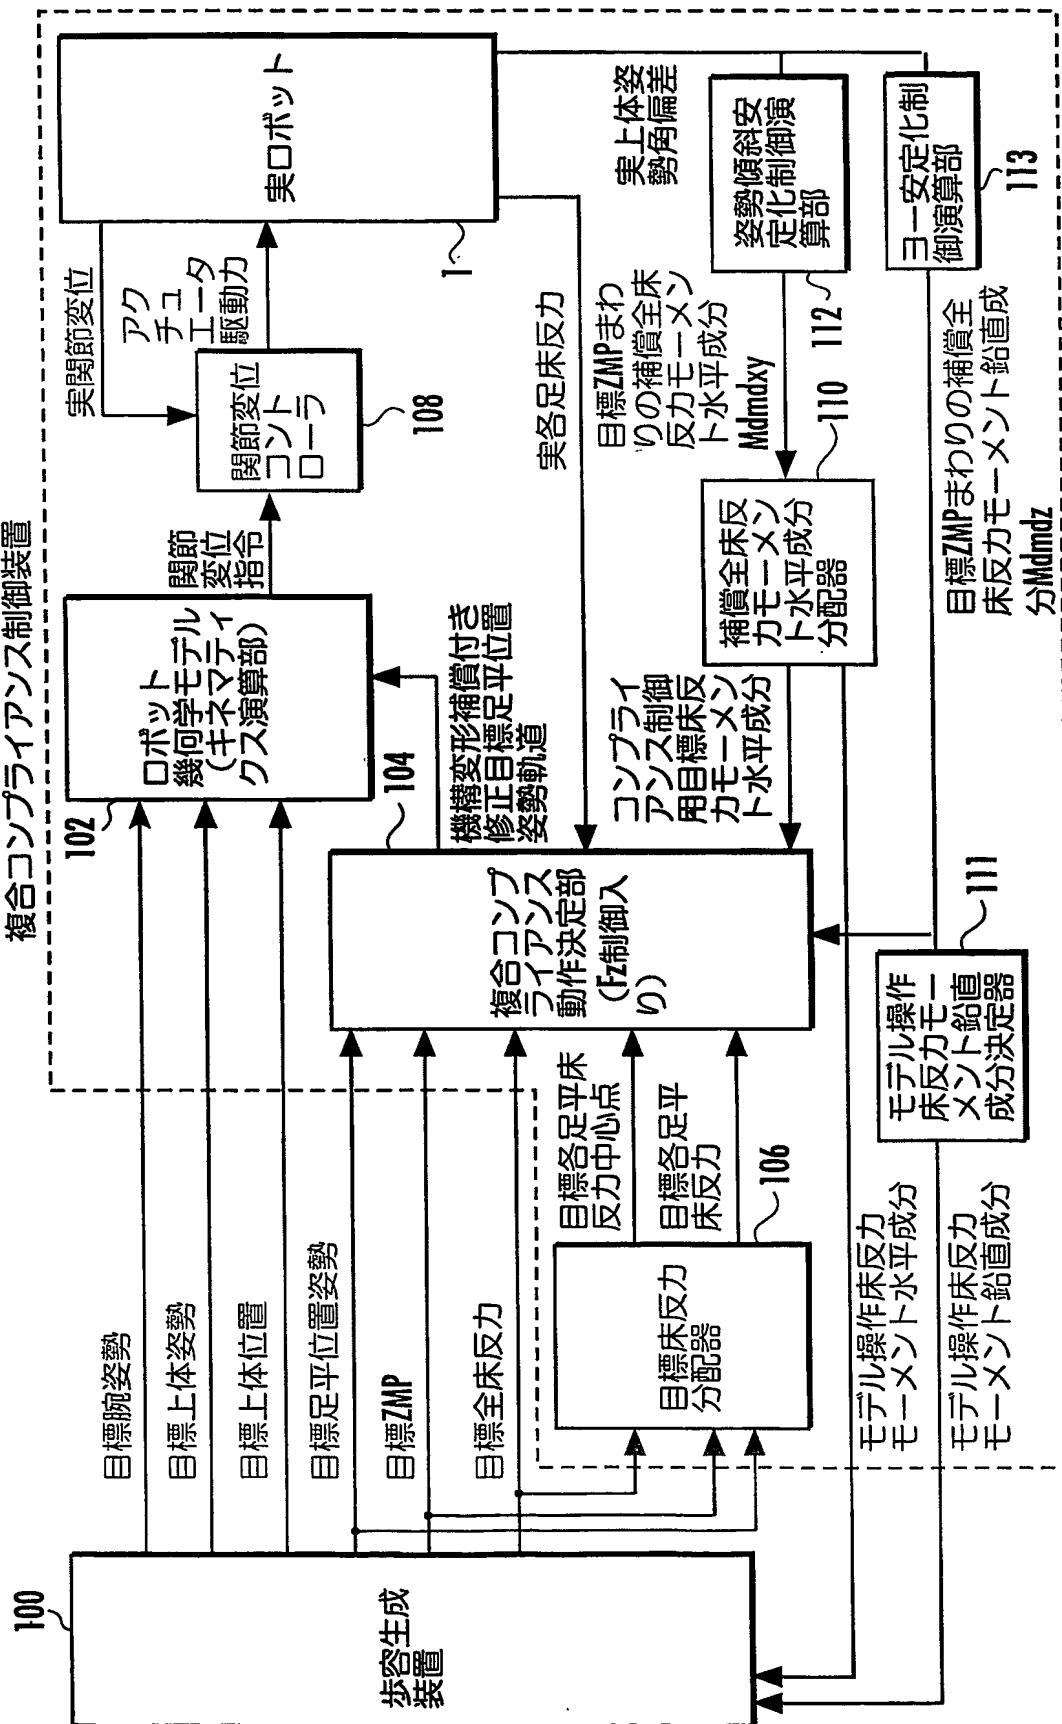 複合コンプライアンス制御装置
100
歩容生成
装置
目標腕姿勢
目標上体姿勢
目標上体位置
目標足平位置姿勢
目標ZMP
目標全床反力
102
ロボット
幾何学モデル
(キネマティ
クス演算部)
関節
変位
指令
実関節変位
アク
チュ
エータ
駆動力
関節変位
コント
ローラ
108
実ロボット
1
104
機構変形補償付き
修正目標足平位置
姿勢軌道
複合コンプ
ライアンス
動作決定部
(Fz制御入
り)
実各足床反力
目標各足平床
反力中心点
目標各足平
床反力
目標床反力
分配器
106
コンプライ
アンス制御
用目標床反
力モーメン
ト水平成分
補償全床反
力モーメン
ト水平成分
分配器
110
目標ZMPまわ
りの補償全床
反力モーメン
ト水平成分
Mdmdxy
実上体姿
勢角偏差
姿勢傾斜安
定化制御演
算部
112
ヨー安定化制
御演算部
113
目標ZMPまわりの補償全
床反力モーメント鉛直成
分Mdmdz
モデル操作
床反力モー
メント鉛直
成分決定器
111
モデル操作床反力
モーメント水平成分
モデル操作床反力
モーメント鉛直成分